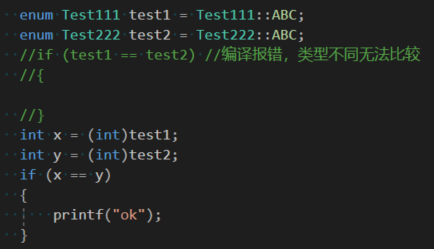 enum Test111 test1 = Test111::ABC;
enum Test222 test2 = Test222::ABC;
//if (test1 == test2) //编译报错，类型不同无法比较
//{
//}
int x = (int)test1;
int y = (int)test2;
if (x == y)
{
printf("ok");
}